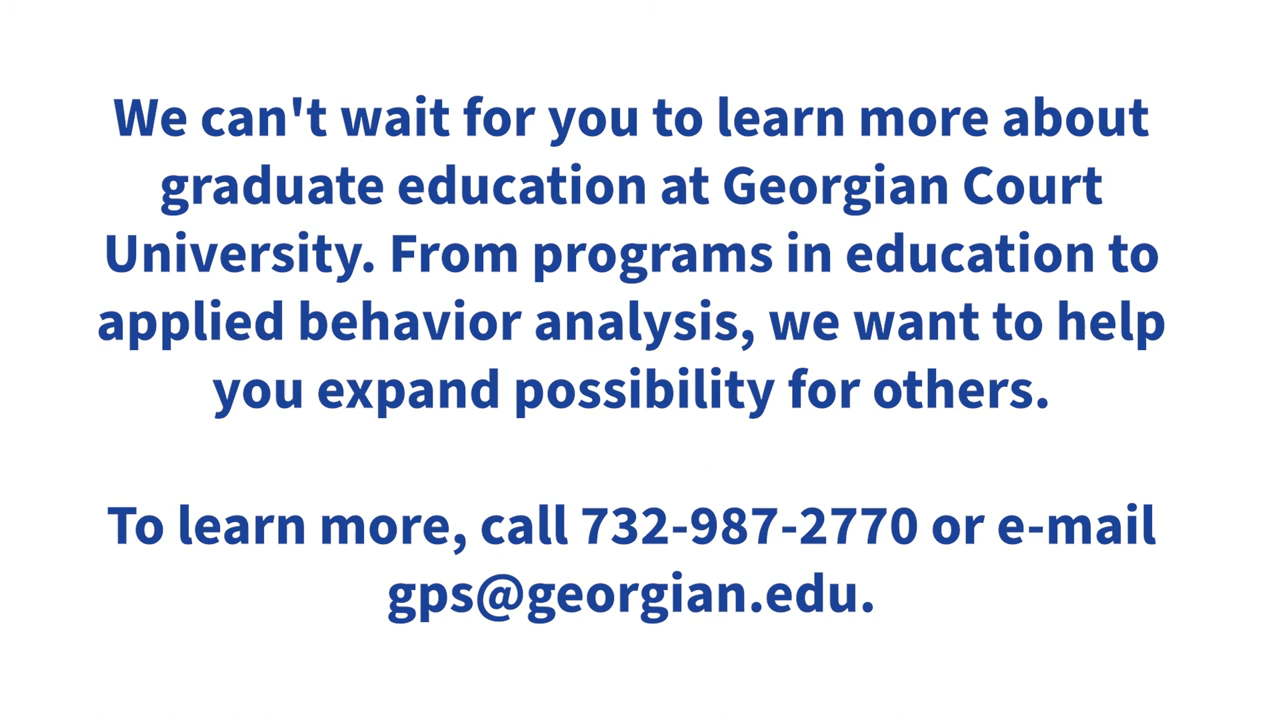 We can't wait for you to learn more about
graduate education at Georgian Court
University. From programs in education to
applied behavior analysis, we want to help
you expand possibility for others.
To learn more, call 732-987-2770 or e-mail
gps@georgian.edu.